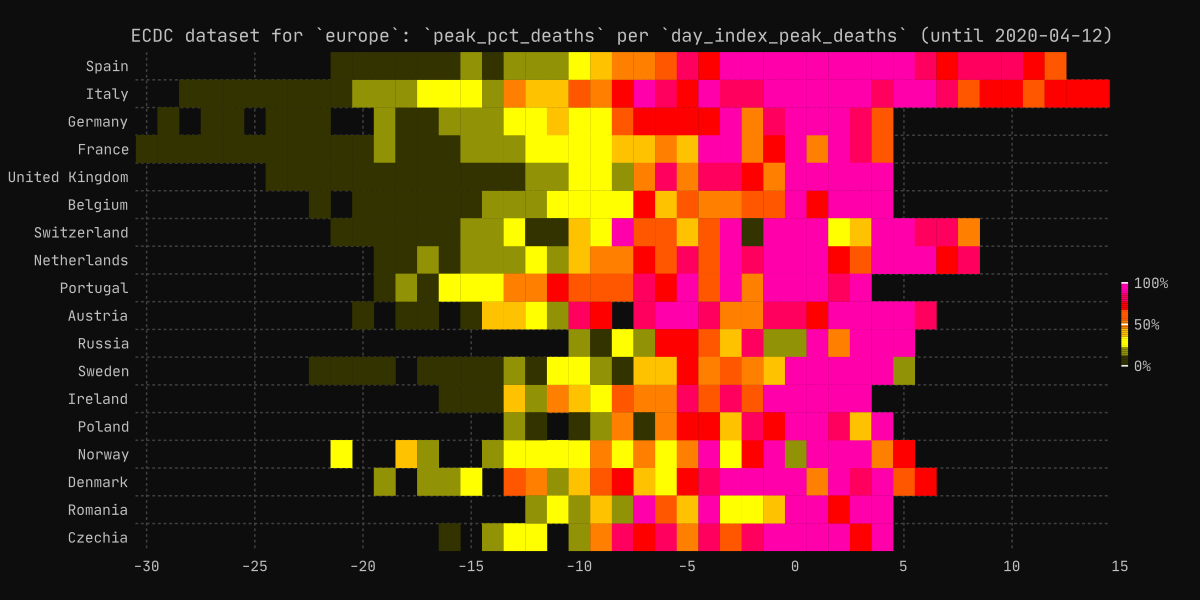 ECDC dataset for `europe`: `peak_pct_deaths` per `day_index_peak_deaths` (until 2020-04-12)
Spain
Italy
Germany
France
United Kingdom
Belgium
Switzerland
Netherlands
Portugal
Austria
Russia
Sweden
Ireland
Poland
Norway
Denmark
Romania
Czechia
100%
50%
0%
-30 -25 -20 -15 -10 -5 0 5 10 15